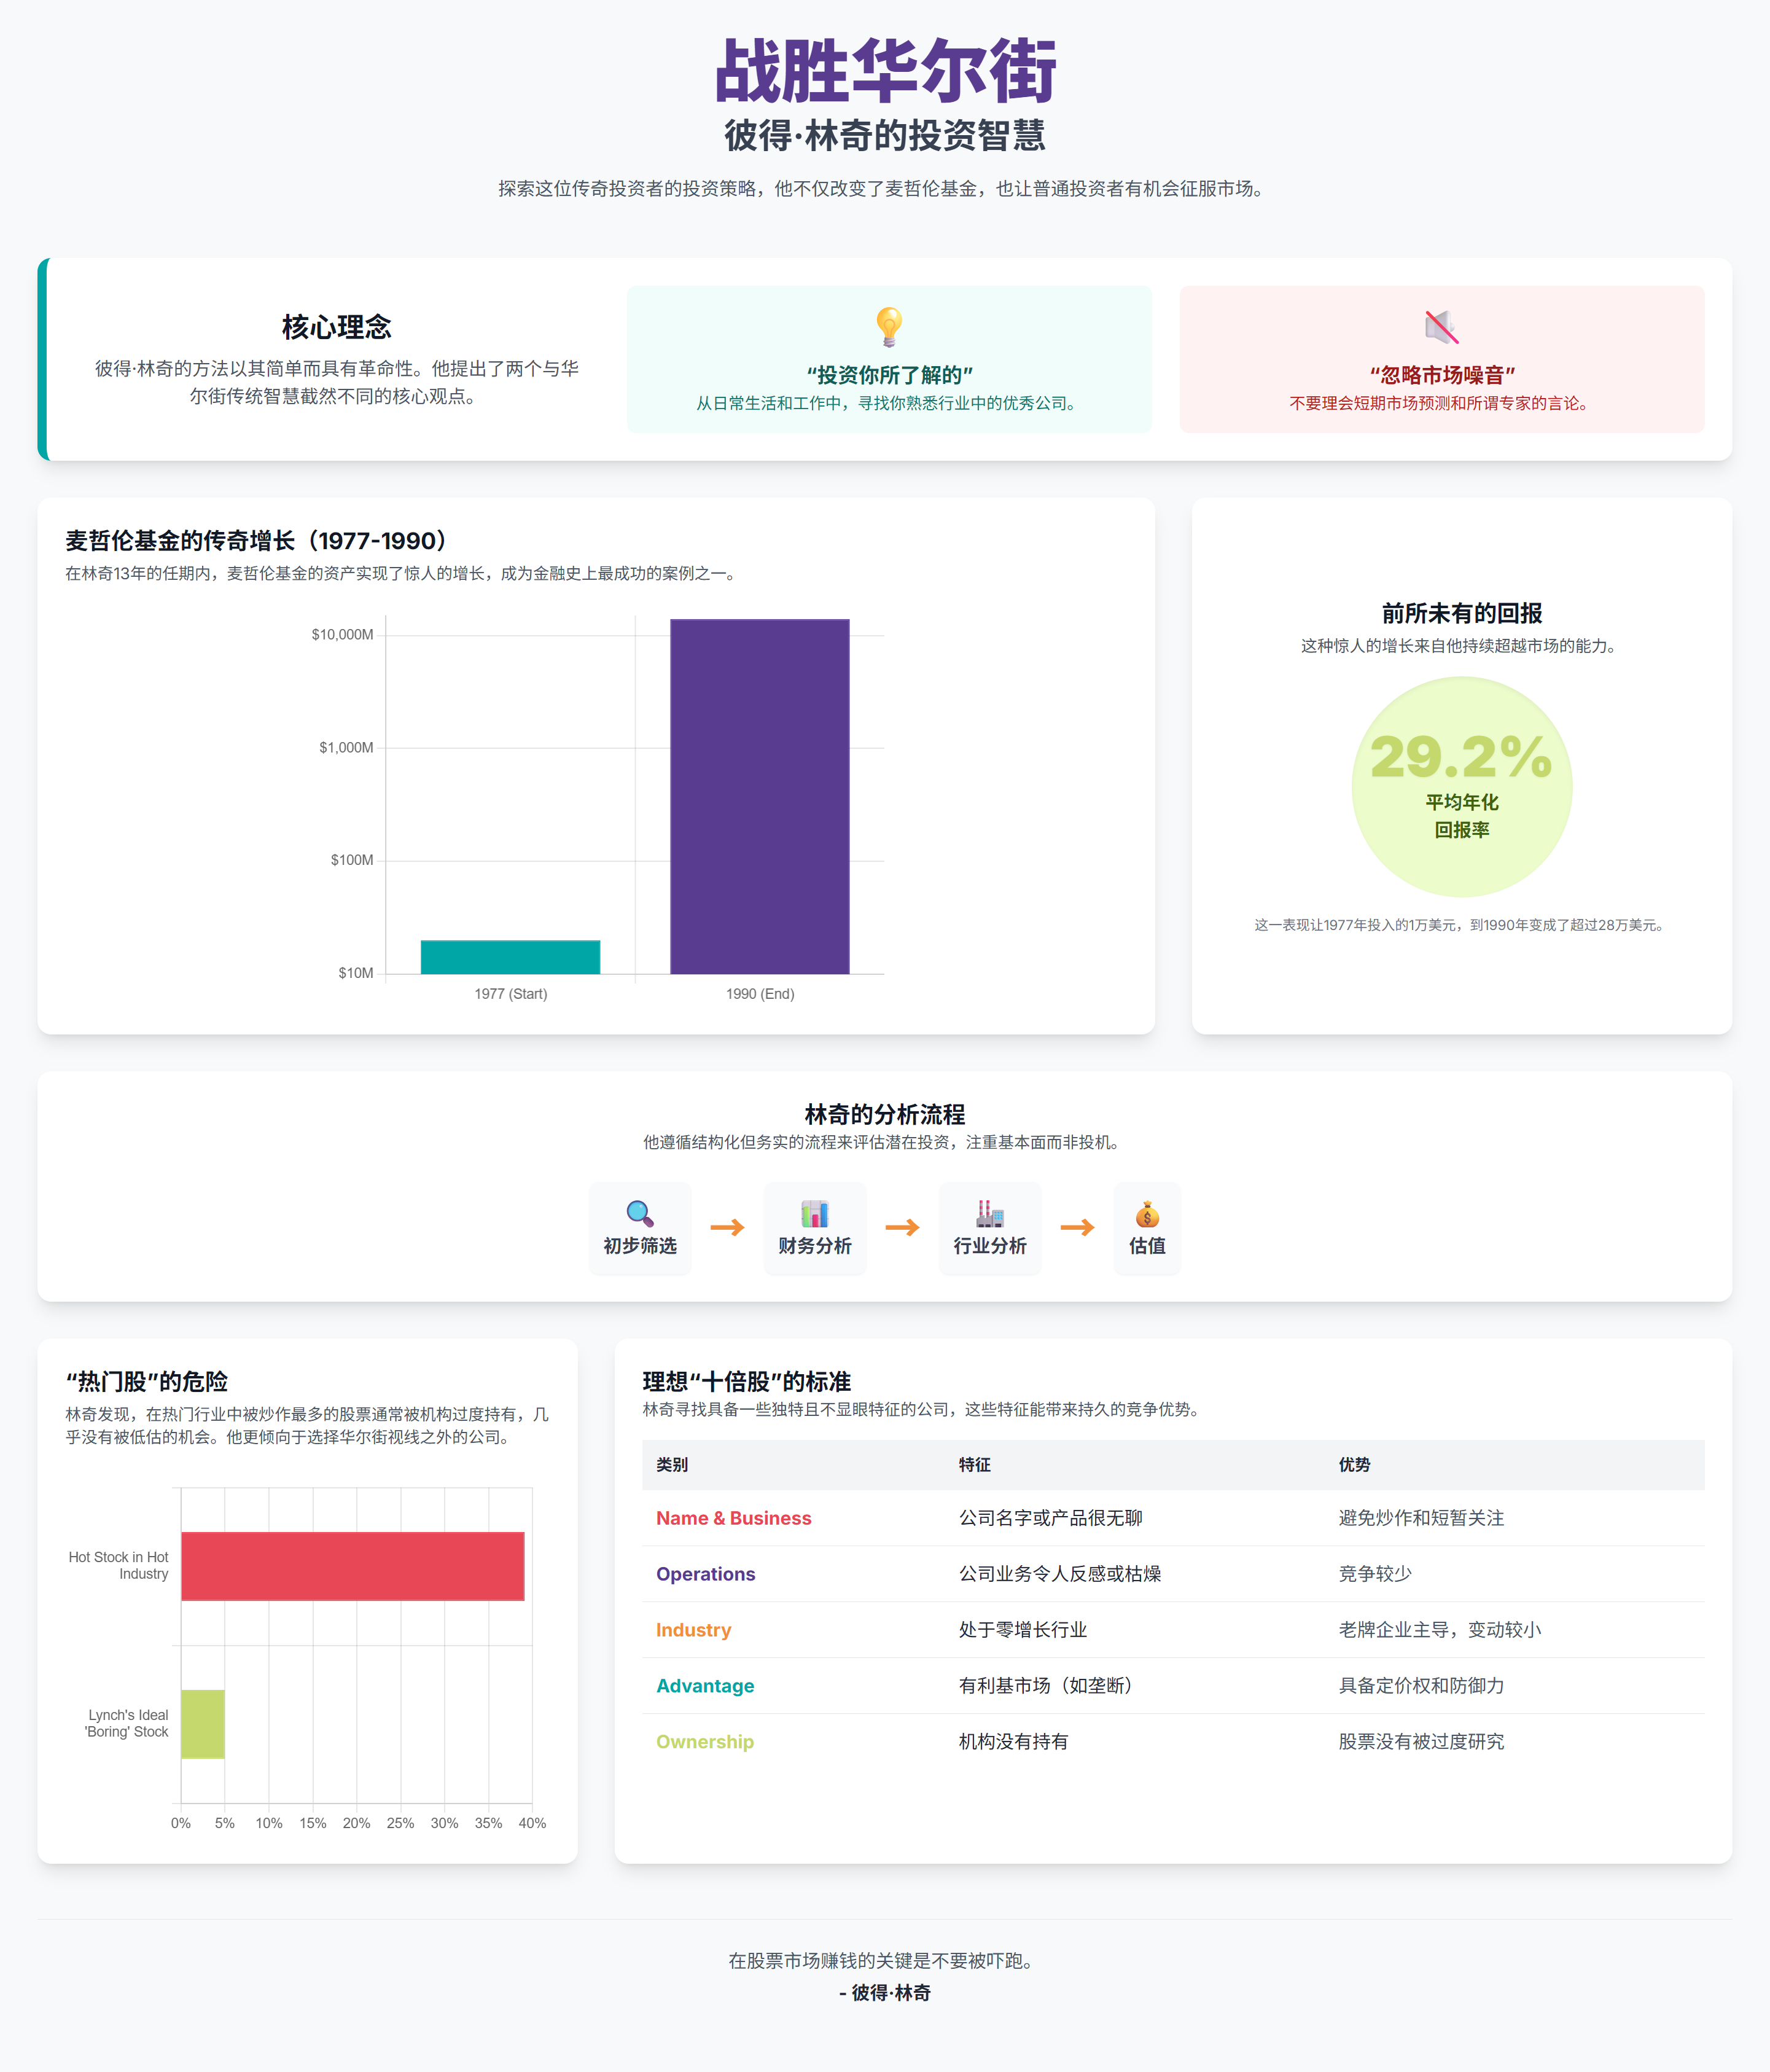 战胜华尔街
彼得·林奇的投资智慧
探索这位传奇投资者的投资策略，他不仅改变了麦哲伦基金，也让普通投资者有机会征服市场。
核心理念
彼得·林奇的方法以其简单而具有革命性。他提出了两个与华
尔街传统智慧截然不同的核心观点。
“投资你所了解的”
从日常生活和工作中，寻找你熟悉行业中的优秀公司。
“忽略市场噪音”
不要理会短期市场预测和所谓专家的言论。
麦哲伦基金的传奇增长（1977-1990）
在林奇13年的任期内，麦哲伦基金的资产实现了惊人的增长，成为金融史上最成功的案例之一。
$10,000M
$1,000M
$100M
$10M
1977 (Start)
1990 (End)
前所未有的回报
这种惊人的增长来自他持续超越市场的能力。
29.2%
平均年化
回报率
这一表现让1977年投入的1万美元，到1990年变成了超过28万美元。
林奇的分析流程
他遵循结构化但务实的流程来评估潜在投资，注重基本面而非投机。
初步筛选
财务分析
行业分析
估值
“热门股”的危险
林奇发现，在热门行业中被炒作最多的股票通常被机构过度持有，几
乎没有被低估的机会。他更倾向于选择华尔街视线之外的公司。
Hot Stock in Hot
Industry
Lynch's Ideal
'Boring' Stock
0% 5% 10% 15% 20% 25% 30% 35% 40%
理想“十倍股”的标准
林奇寻找具备一些独特且不显眼特征的公司，这些特征能带来持久的竞争优势。
类别 特征 优势
Name & Business 公司名字或产品很无聊 避免炒作和短暂关注
Operations 公司业务令人反感或枯燥 竞争较少
Industry 处于零增长行业 老牌企业主导，变动较小
Advantage 有利基市场（如垄断） 具备定价权和防御力
Ownership 机构没有持有 股票没有被过度研究
在股票市场赚钱的关键是不要被吓跑。
- 彼得·林奇